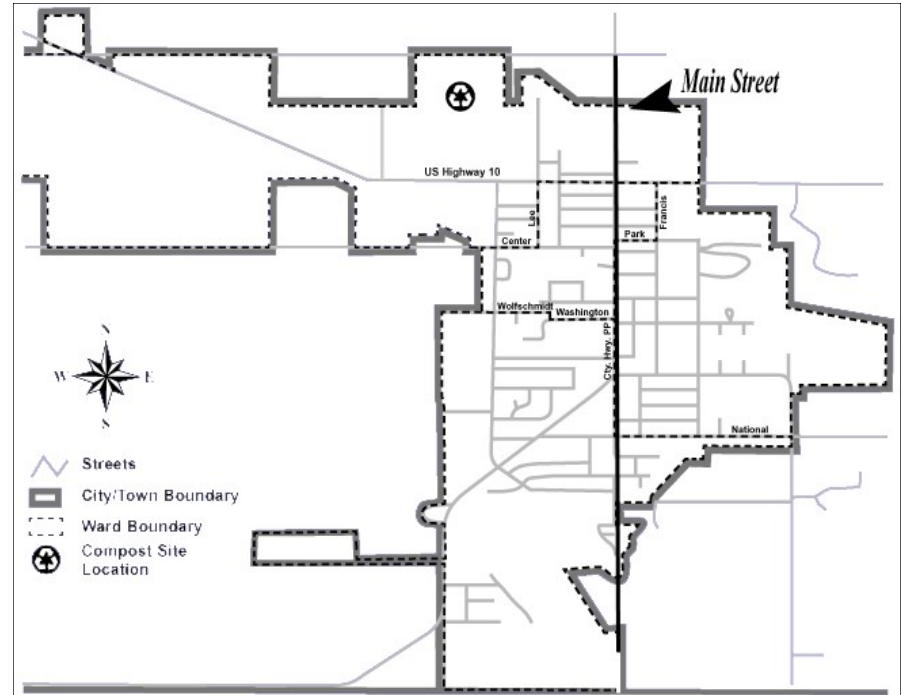 Main Street
US Highway 10
Lee
Francis
Park
Center
Wolfschmidt
Washington
Cty. Hwy. PP
National
N
W
E
S
Streets
City/Town Boundary
Ward Boundary
Compost Site
Location